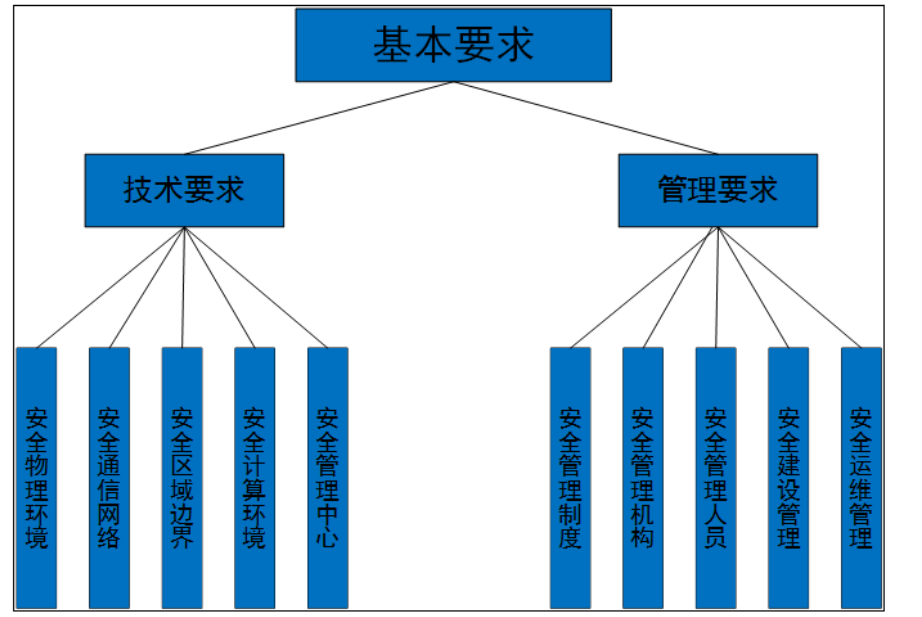 基本要求
技术要求
管理要求
安全物理环境
安全通信网络
安全区域边界
安全计算环境
安全管理中心
安全管理制度
安全管理机构
安全管理人员
安全建设管理
安全运维管理